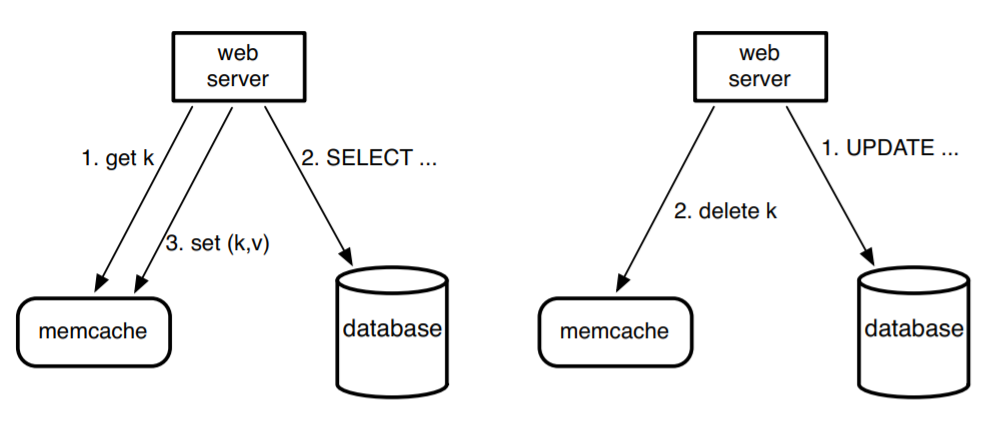 web
server
1. get k
2. SELECT ...
3. set (k,v)
memcache
database
web
server
1. UPDATE ...
2. delete k
memcache
database